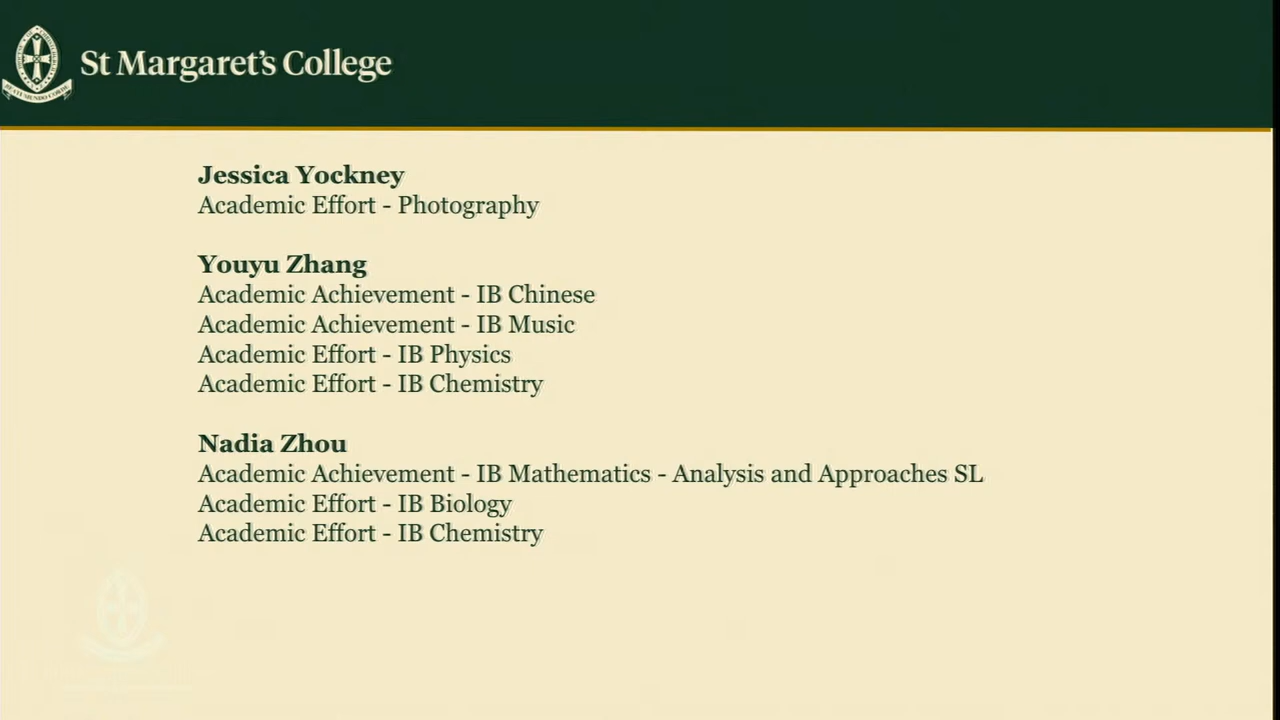 St Margaret's College
Jessica Yockney
Academic Effort - Photography
Youyu Zhang
Academic Achievement - IB Chinese
Academic Achievement - IB Music
Academic Effort - IB Physics
Academic Effort - IB Chemistry
Nadia Zhou
Academic Achievement - IB Mathematics - Analysis and Approaches SL
Academic Effort - IB Biology
Academic Effort - IB Chemistry